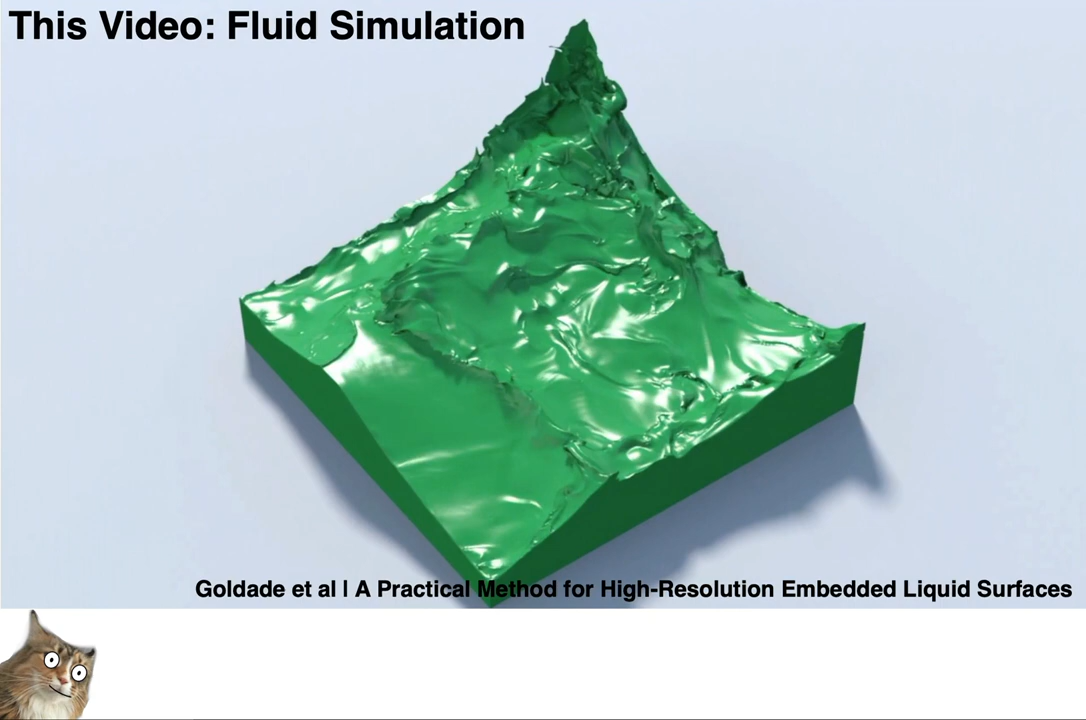 This Video: Fluid Simulation
Goldade et al | A Practical Method for High-Resolution Embedded Liquid Surfaces